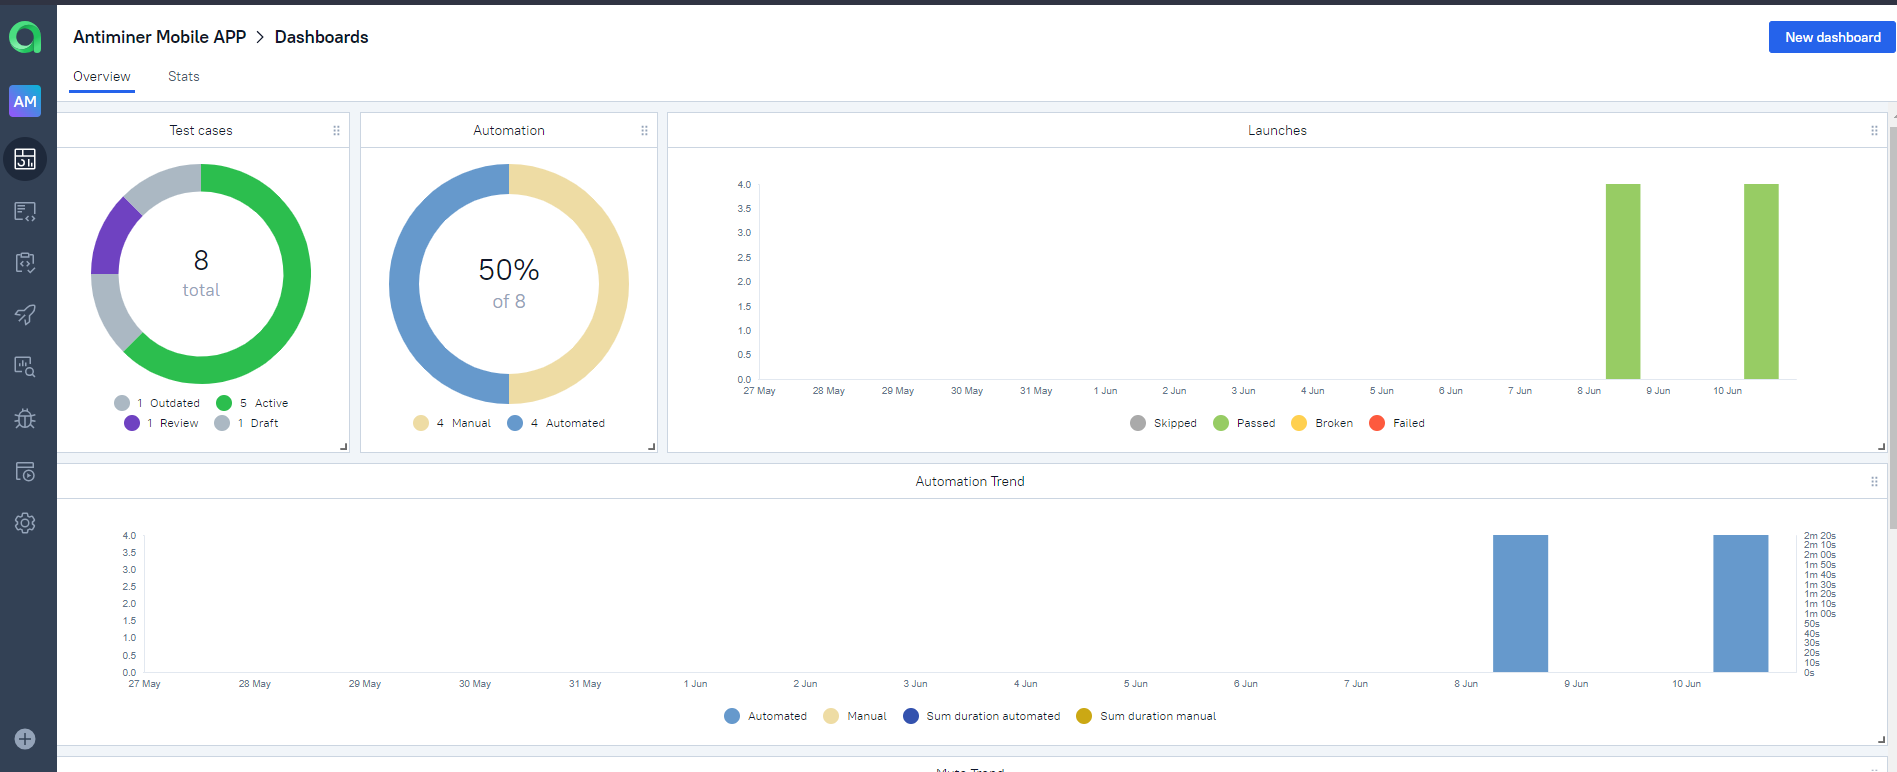 Antiminer Mobile APP > Dashboards
New dashboard
Overview Stats
AM
Test cases
8
total
1 Outdated 5 Active
1 Review 1 Draft
Automation
50%
of 8
4 Manual 4 Automated
Launches
4.0
3.5
3.0
2.5
2.0
1.5
1.0
0.5
0.0
27 May 28 May 29 May 30 May 31 May 1 Jun 2 Jun 3 Jun 4 Jun 5 Jun 6 Jun 7 Jun 8 Jun 9 Jun 10 Jun
Skipped Passed Broken Failed
Automation Trend
4.0
3.5
3.0
2.5
2.0
1.5
1.0
0.5
0.0
2m 20s
2m 10s
2m 00s
1m 50s
1m 40s
1m 30s
1m 20s
1m 10s
1m 00s
50s
40s
30s
20s
10s
0s
27 May 28 May 29 May 30 May 31 May 1 Jun 2 Jun 3 Jun 4 Jun 5 Jun 6 Jun 7 Jun 8 Jun 9 Jun 10 Jun
Automated Manual Sum duration automated Sum duration manual
Mute Trend